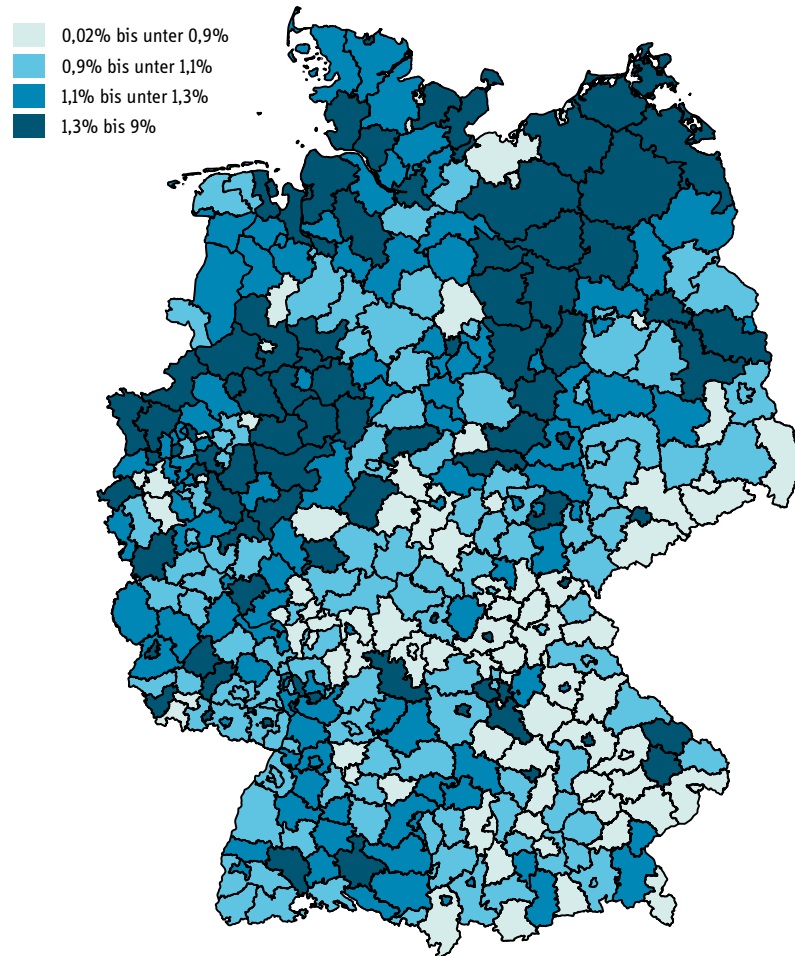 0,02% bis unter 0,9%
0,9% bis unter 1,1%
1,1% bis unter 1,3%
1,3% bis 9%